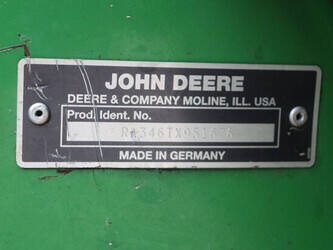 JOHN DEERE
DEERE & COMPANY MOLINE, ILL. USA
Prod. Ident. No.
MADE IN GERMANY